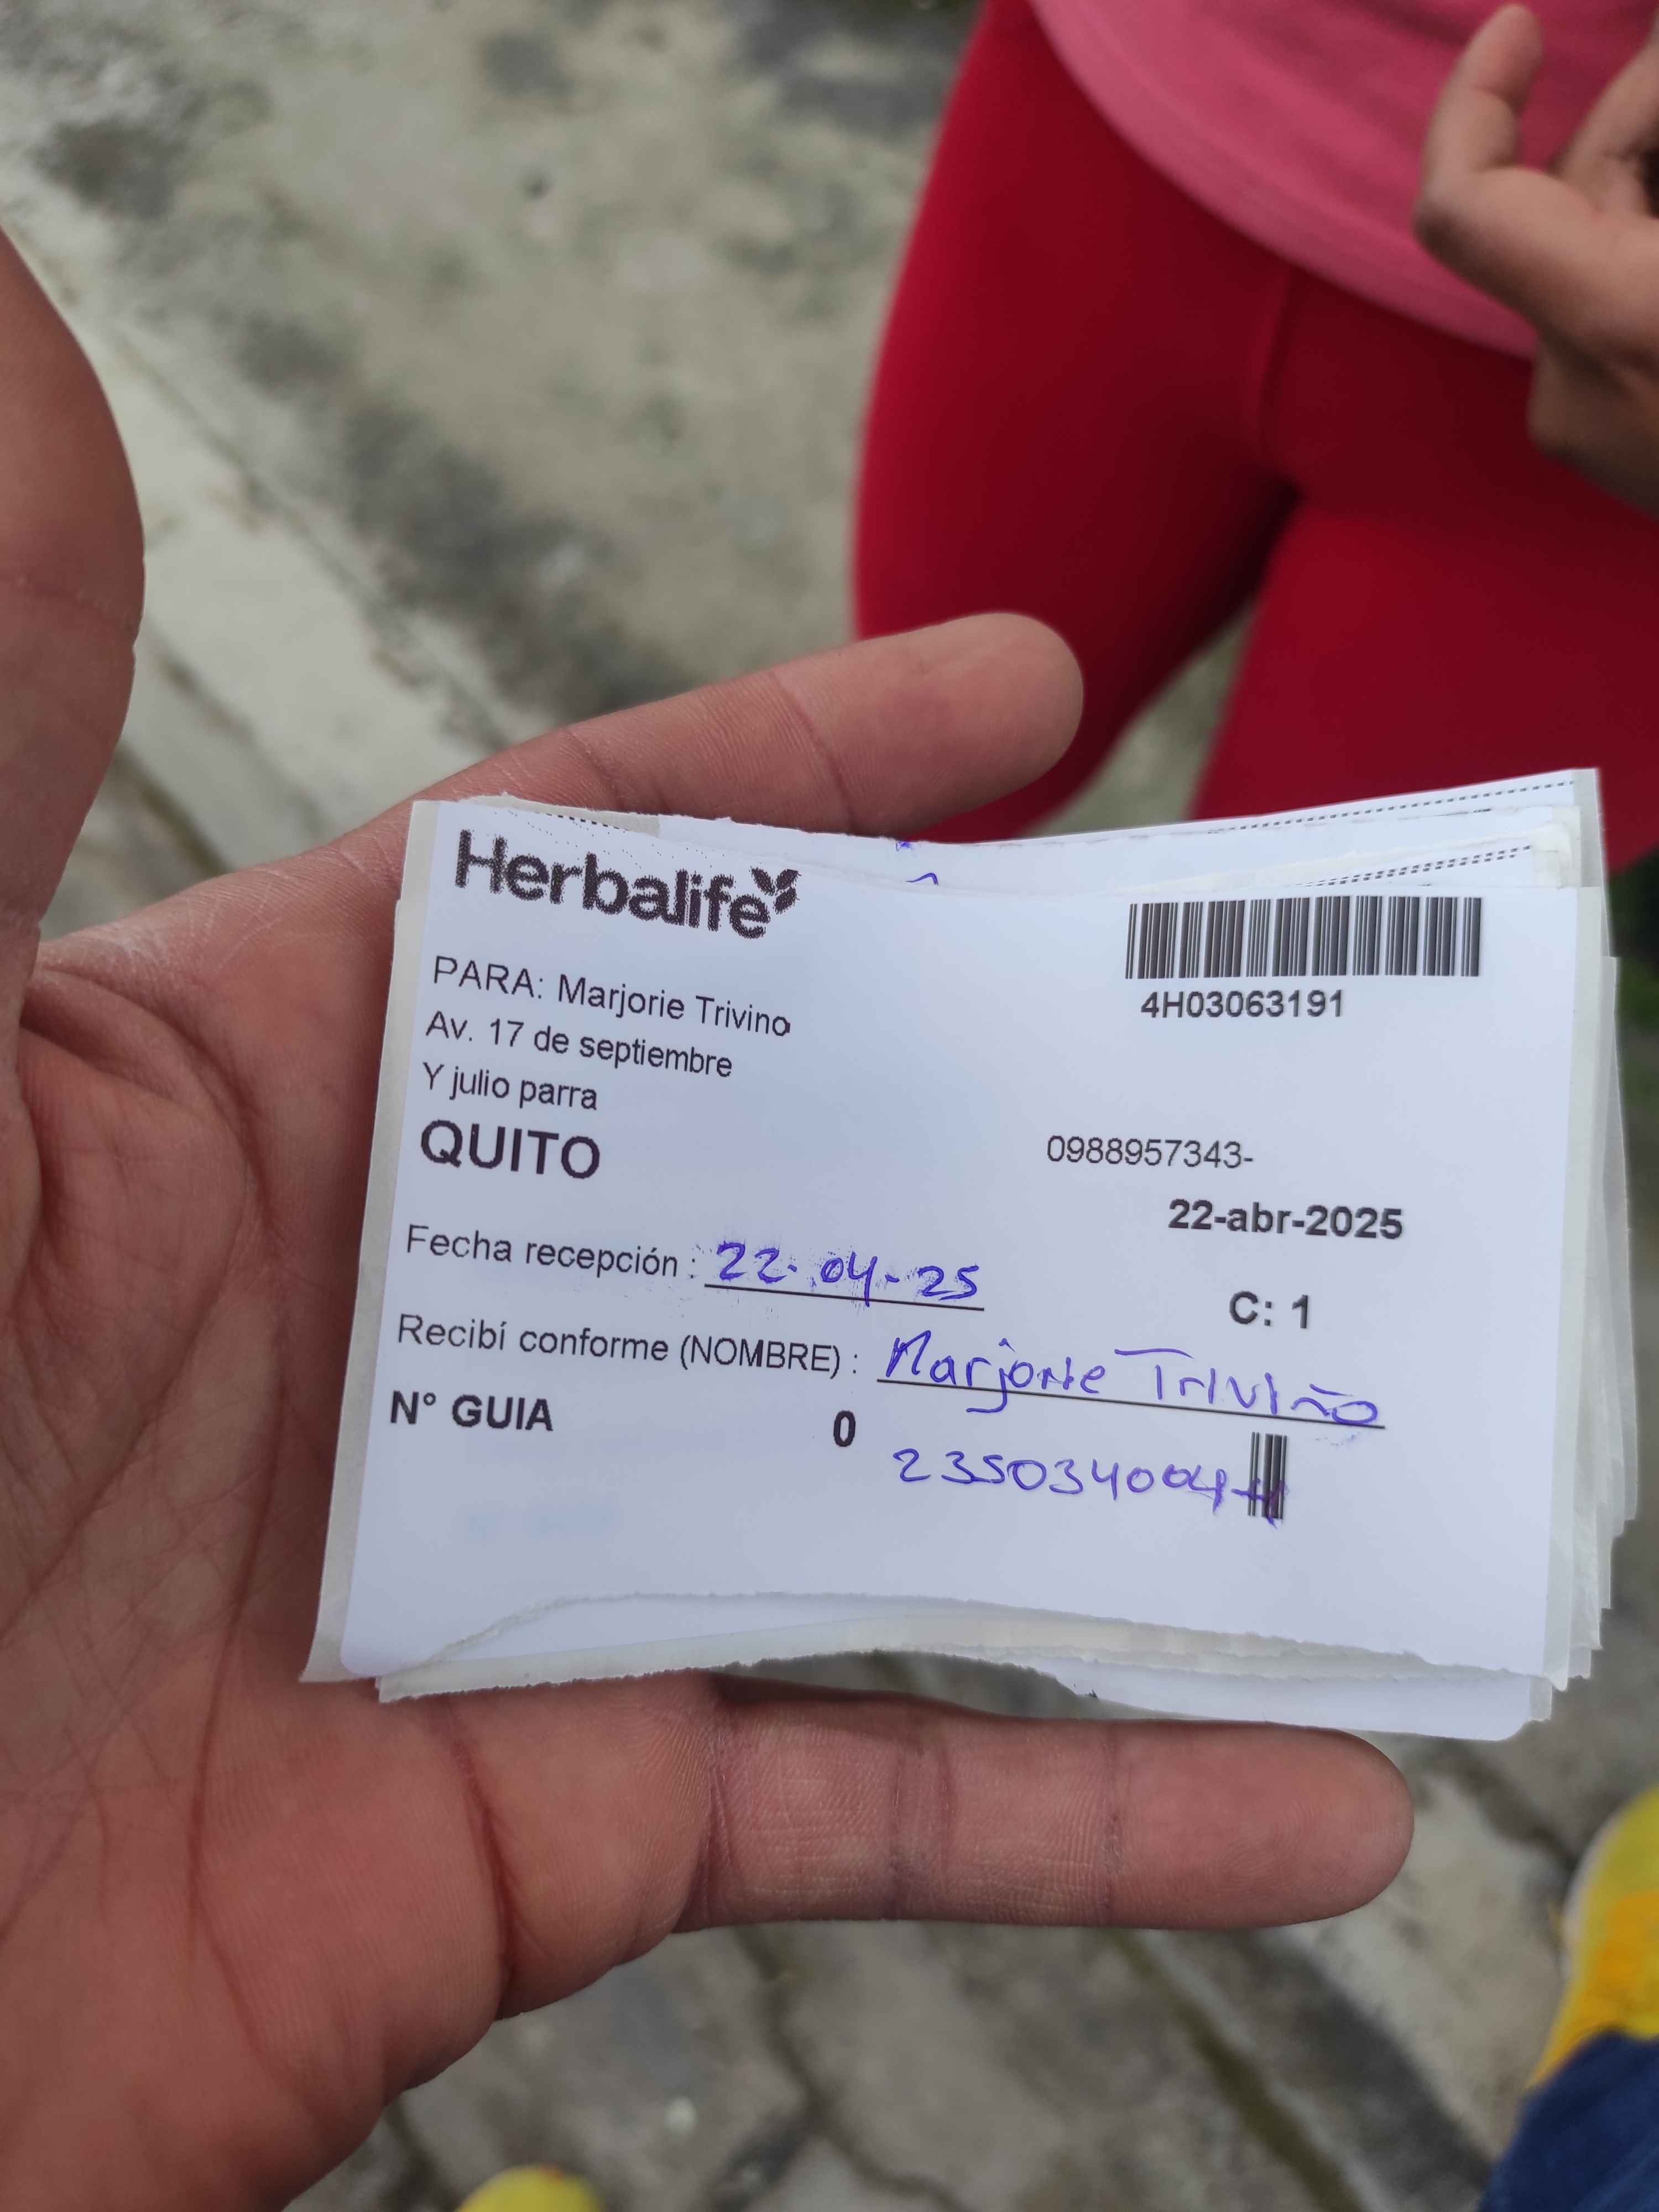 Herbalife
4H03063191
PARA: Marjorie Trivino
Av. 17 de septiembre
Y julio parra
QUITO
0988957343-
22-abr-2025
Fecha recepción : 22-04-25
C: 1
Recibí conforme (NOMBRE) : Marjorie Triviño
N° GUIA 0